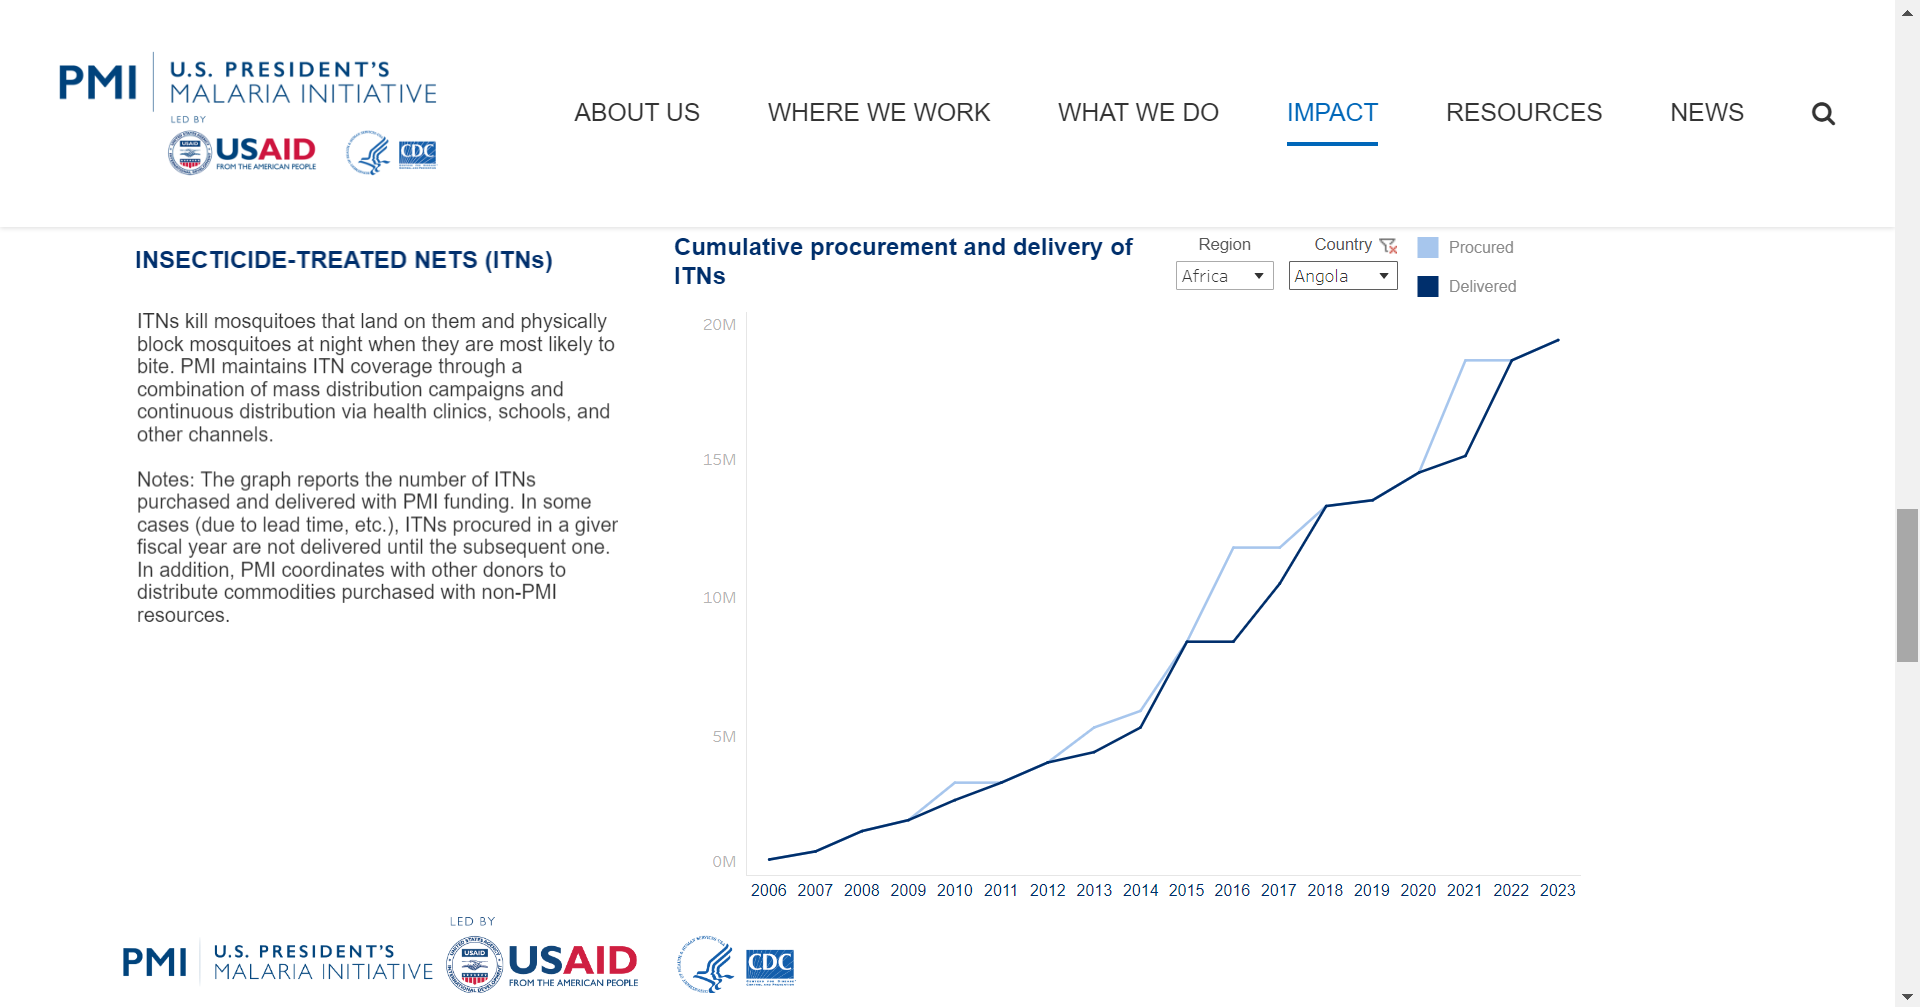 PMI
U.S. PRESIDENT'S
MALARIA INITIATIVE
LED BY
USAID
FROM THE AMERICAN PEOPLE
CDC
ABOUT US
WHERE WE WORK
WHAT WE DO
IMPACT
RESOURCES
NEWS
INSECTICIDE-TREATED NETS (ITNs)
ITNs kill mosquitoes that land on them and physically
block mosquitoes at night when they are most likely to
bite. PMI maintains ITN coverage through a
combination of mass distribution campaigns and
continuous distribution via health clinics, schools, and
other channels.
Notes: The graph reports the number of ITNs
purchased and delivered with PMI funding. In some
cases (due to lead time, etc.), ITNs procured in a giver
fiscal year are not delivered until the subsequent one.
In addition, PMI coordinates with other donors to
distribute commodities purchased with non-PMI
resources.
Cumulative procurement and delivery of
ITNs
Region
Africa
Country
Angola
Procured
Delivered
20M
15M
10M
5M
0M
2006 2007 2008 2009 2010 2011 2012 2013 2014 2015 2016 2017 2018 2019 2020 2021 2022 2023
PMI
U.S. PRESIDENT'S
MALARIA INITIATIVE
LED BY
USAID
FROM THE AMERICAN PEOPLE
CDC